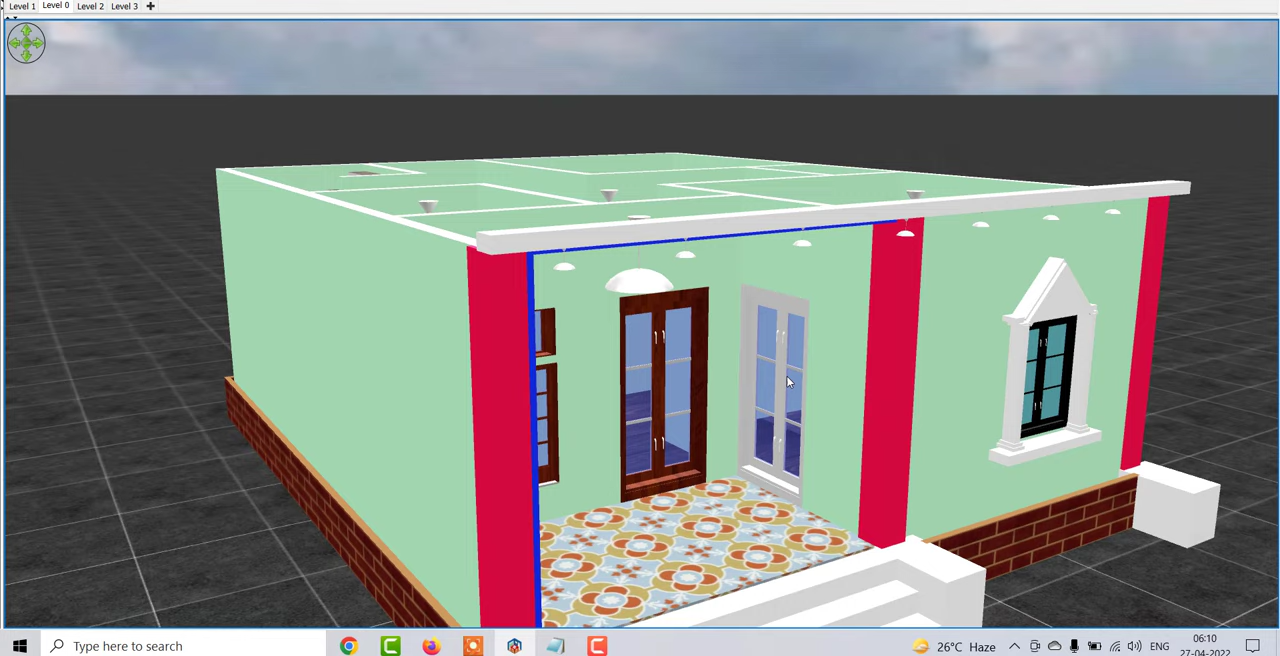 Level 1 Level 0 Level 2 Level 3
Type here to search
26°C Haze
ENG
06:10
27-04-2022